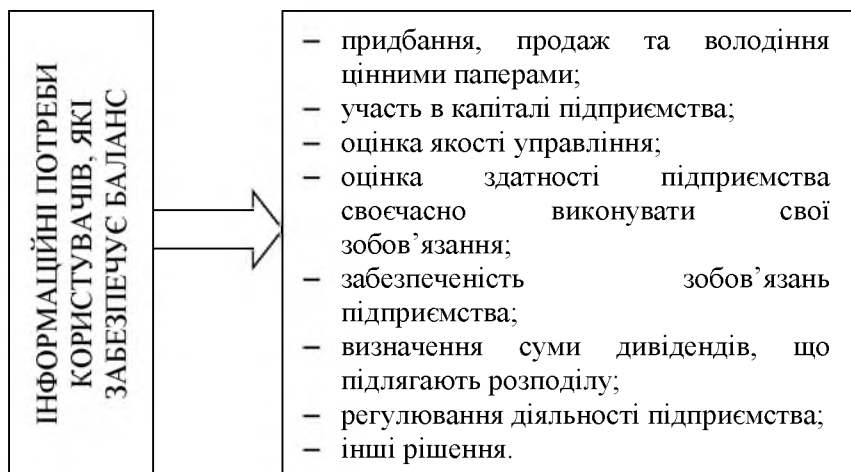 ІНФОРМАЦІЙНІ ПОТРЕБИ
КОРИСТУВАЧІВ, ЯКІ
ЗАБЕЗПЕЧУЄ БАЛАНС
– придбання, продаж та володіння
цінними паперами;
– участь в капіталі підприємства;
– оцінка якості управління;
– оцінка здатності підприємства
своєчасно виконувати свої
зобов’язання;
– забезпеченість зобов’язань
підприємства;
– визначення суми дивідендів, що
підлягають розподілу;
– регулювання діяльності підприємства;
– інші рішення.